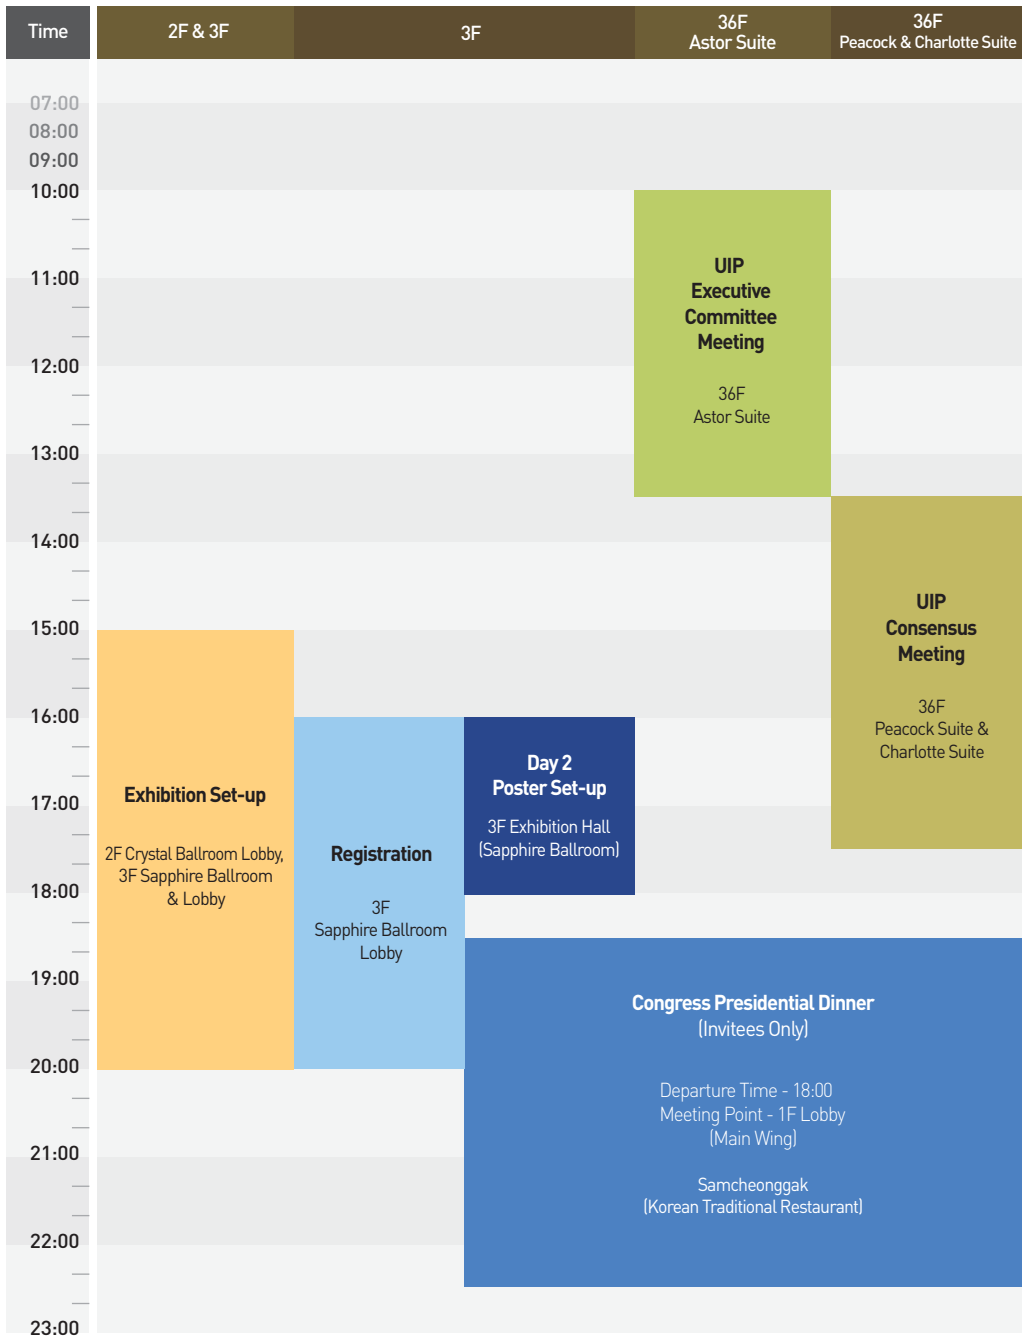 Time
2F & 3F
3F
36F
Astor Suite
36F
Peacock & Charlotte Suite
07:00
08:00
09:00
10:00
11:00
12:00
13:00
14:00
15:00
16:00
17:00
18:00
19:00
20:00
21:00
22:00
23:00
UIP
Executive
Committee
Meeting
36F
Astor Suite
UIP
Consensus
Meeting
36F
Peacock Suite &
Charlotte Suite
Exhibition Set-up
2F Crystal Ballroom Lobby,
3F Sapphire Ballroom
& Lobby
Registration
3F
Sapphire Ballroom
Lobby
Day 2
Poster Set-up
3F Exhibition Hall
(Sapphire Ballroom)
Congress Presidential Dinner
(Invitees Only)
Departure Time - 18:00
Meeting Point - 1F Lobby
(Main Wing)
Samcheonggak
(Korean Traditional Restaurant)